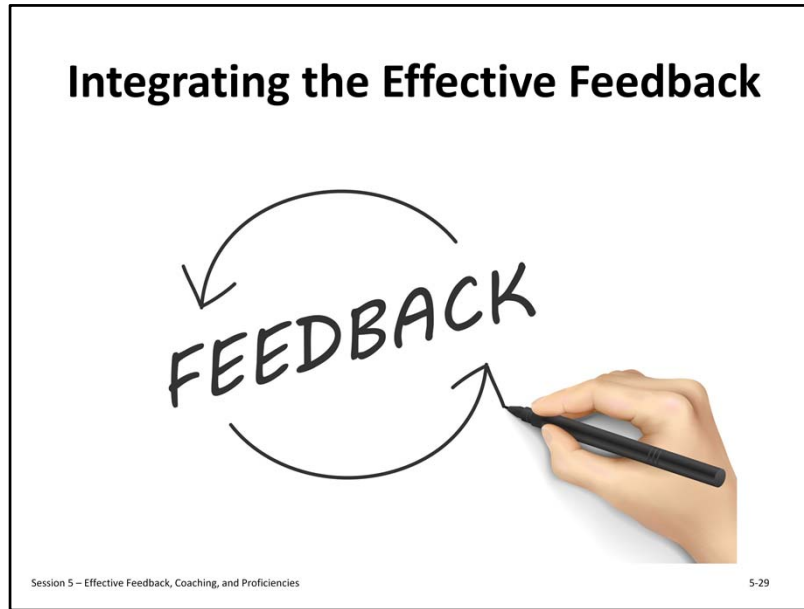 Integrating the Effective Feedback
FEEDBACK
Session 5 – Effective Feedback, Coaching, and Proficiencies
5-29